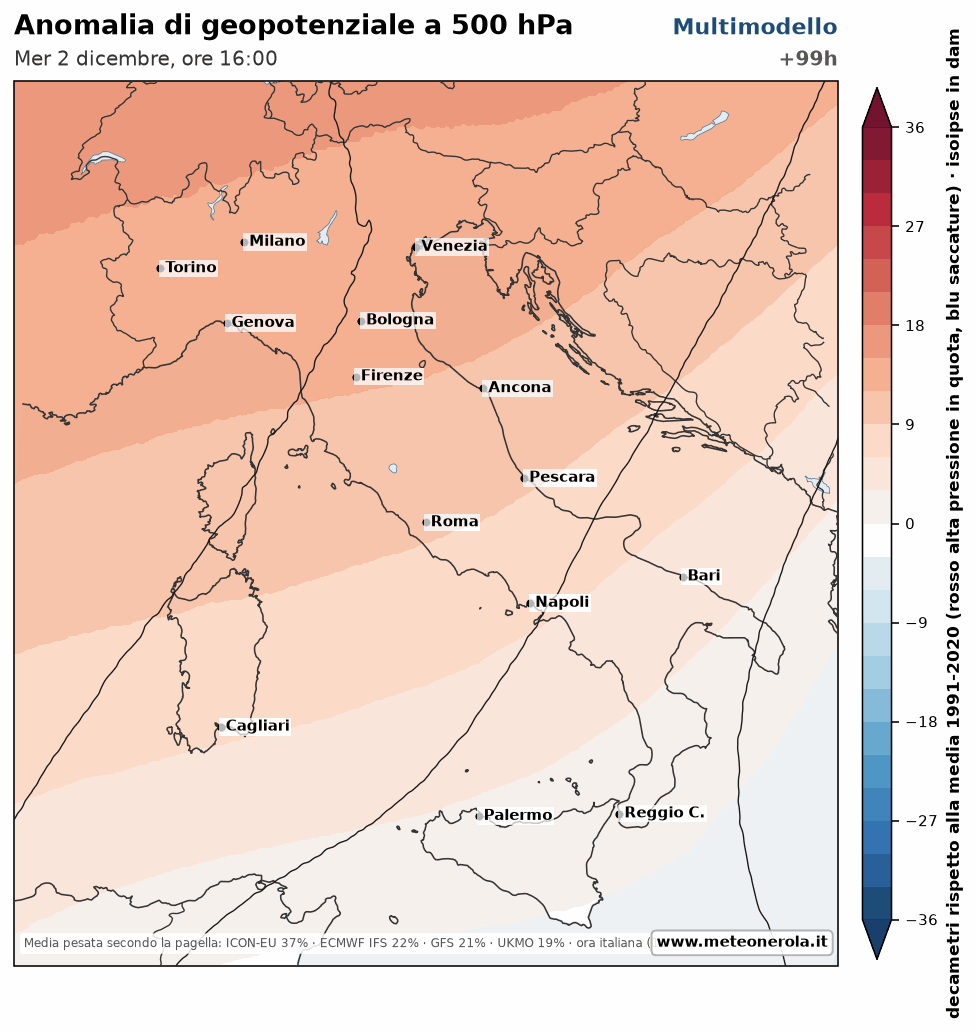 Anomalia di geopotenziale a 500 hPa
Multimodello
Mer 2 dicembre, ore 16:00
+99h
Milano
Venezia
Torino
Genova
Bologna
Firenze
Ancona
Pescara
Roma
Bari
Napoli
Cagliari
Palermo
Reggio C.
36
27
18
9
0
−9
−18
−27
−36
decametri rispetto alla media 1991-2020 (rosso alta pressione in quota, blu saccature) · isoipse in dam
Media pesata secondo la pagella: ICON-EU 37% · ECMWF IFS 22% · GFS 21% · UKMO 19% · ora italiana (
www.meteonerola.it